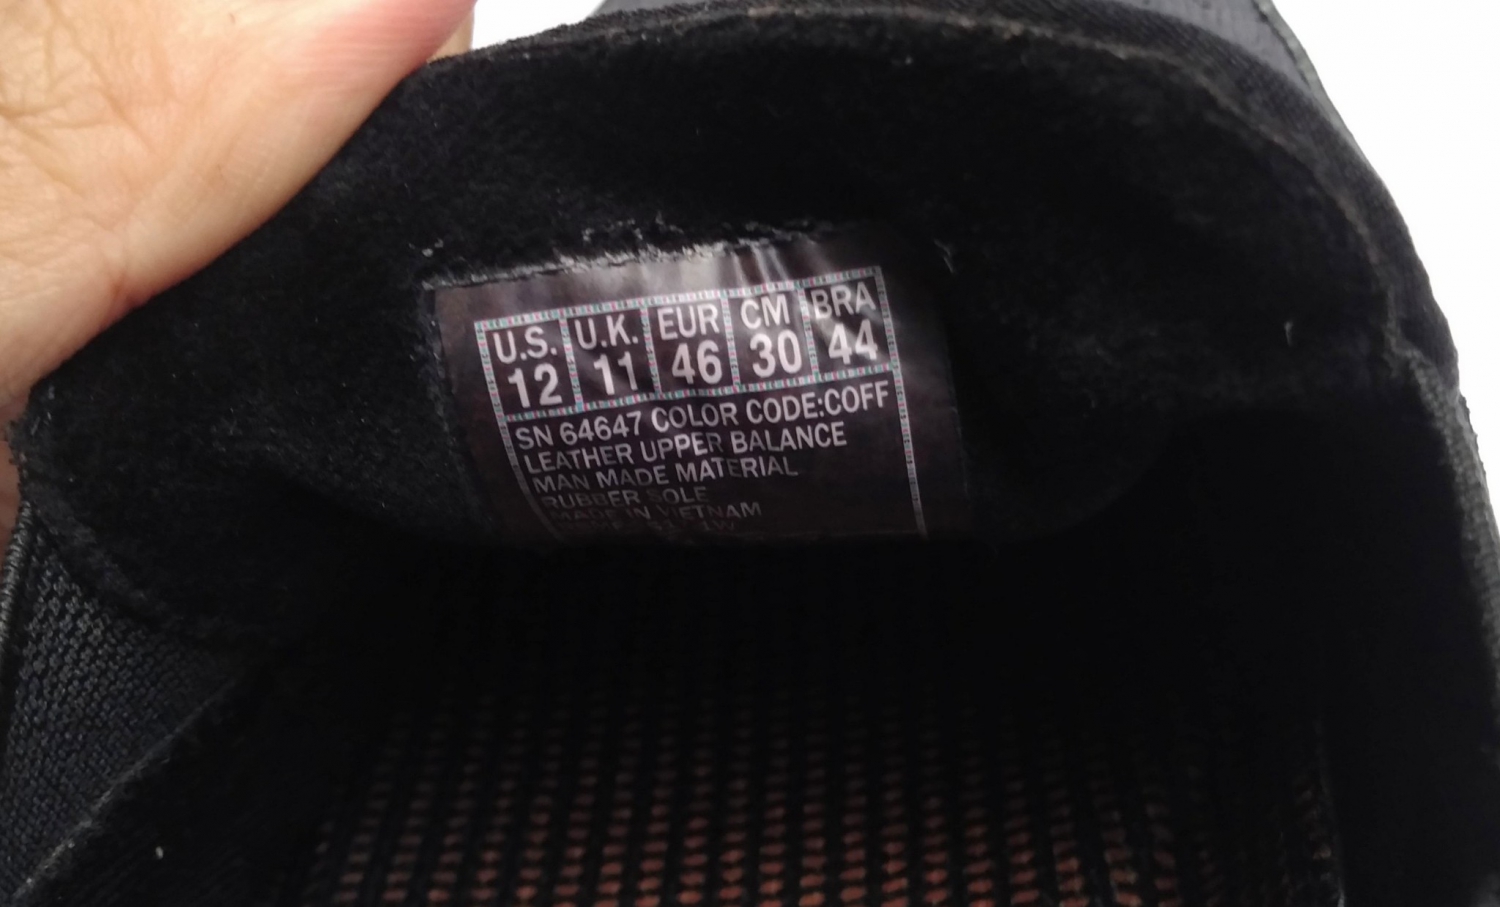 U.S. U.K. EUR CM BRA
12 11 46 30 44
SN 64647 COLOR CODE:COFF
LEATHER UPPER BALANCE
MAN MADE MATERIAL
RUBBER SOLE
MADE IN VIETNAM